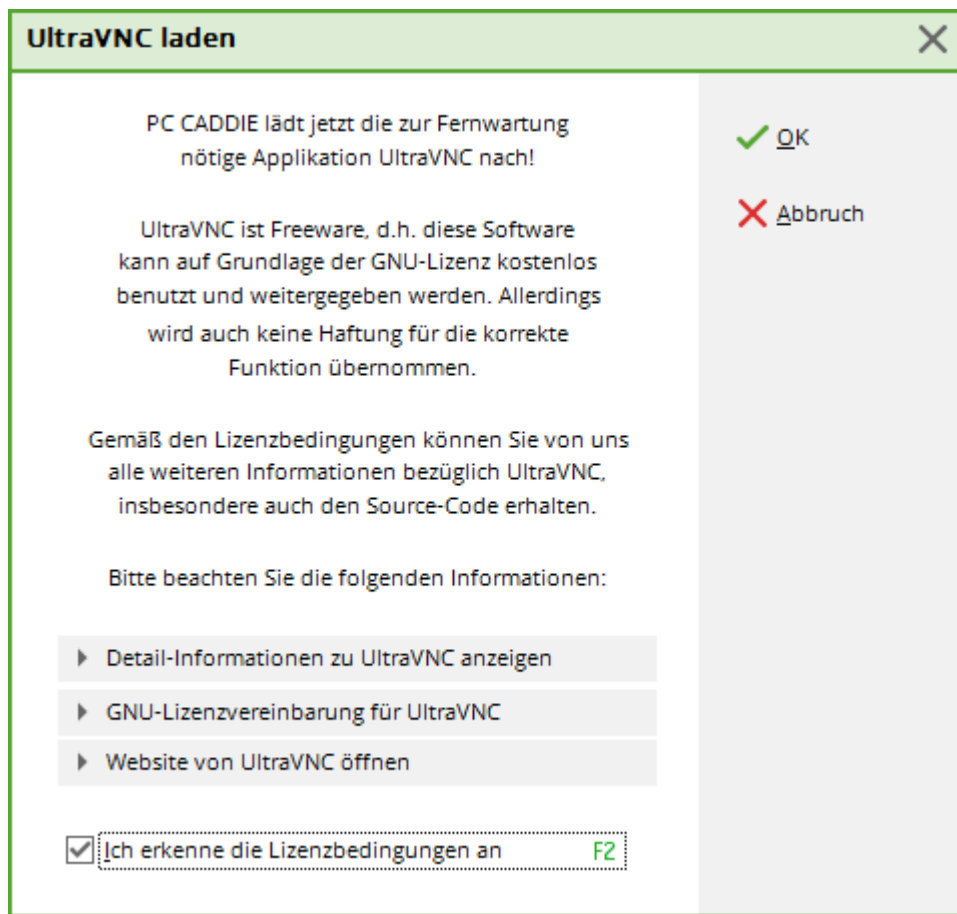 UltraVNC laden
PC CADDIE lädt jetzt die zur Fernwartung
nötige Applikation UltraVNC nach!
UltraVNC ist Freeware, d.h. diese Software
kann auf Grundlage der GNU-Lizenz kostenlos
benutzt und weitergegeben werden. Allerdings
wird auch keine Haftung für die korrekte
Funktion übernommen.
Gemäß den Lizenzbedingungen können Sie von uns
alle weiteren Informationen bezüglich UltraVNC,
insbesondere auch den Source-Code erhalten.
Bitte beachten Sie die folgenden Informationen:
Detail-Informationen zu UltraVNC anzeigen
GNU-Lizenzvereinbarung für UltraVNC
Website von UltraVNC öffnen
Ich erkenne die Lizenzbedingungen an F2
OK
Abbruch